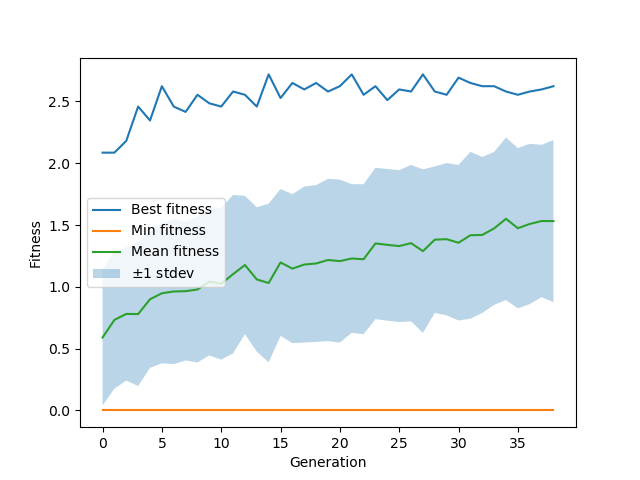 2.5
2.0
1.5
1.0
0.5
0.0
Fitness
Best fitness
Min fitness
Mean fitness
±1 stdev
0 5 10 15 20 25 30 35
Generation